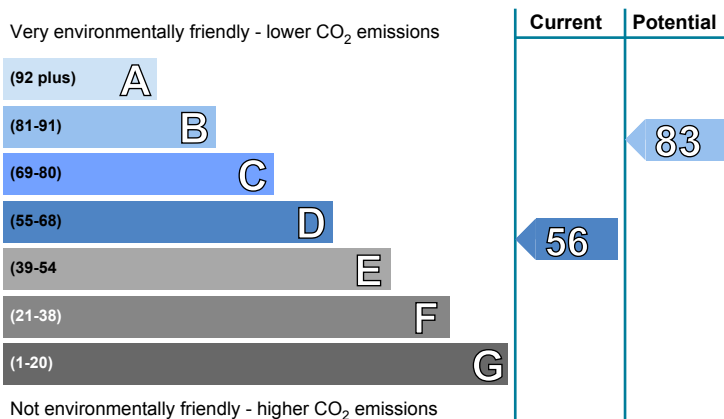 Current Potential
Very environmentally friendly - lower CO2 emissions
(92 plus) A
(81-91) B
83
(69-80) C
(55-68) D
56
(39-54 E
(21-38) F
(1-20) G
Not environmentally friendly - higher CO2 emissions